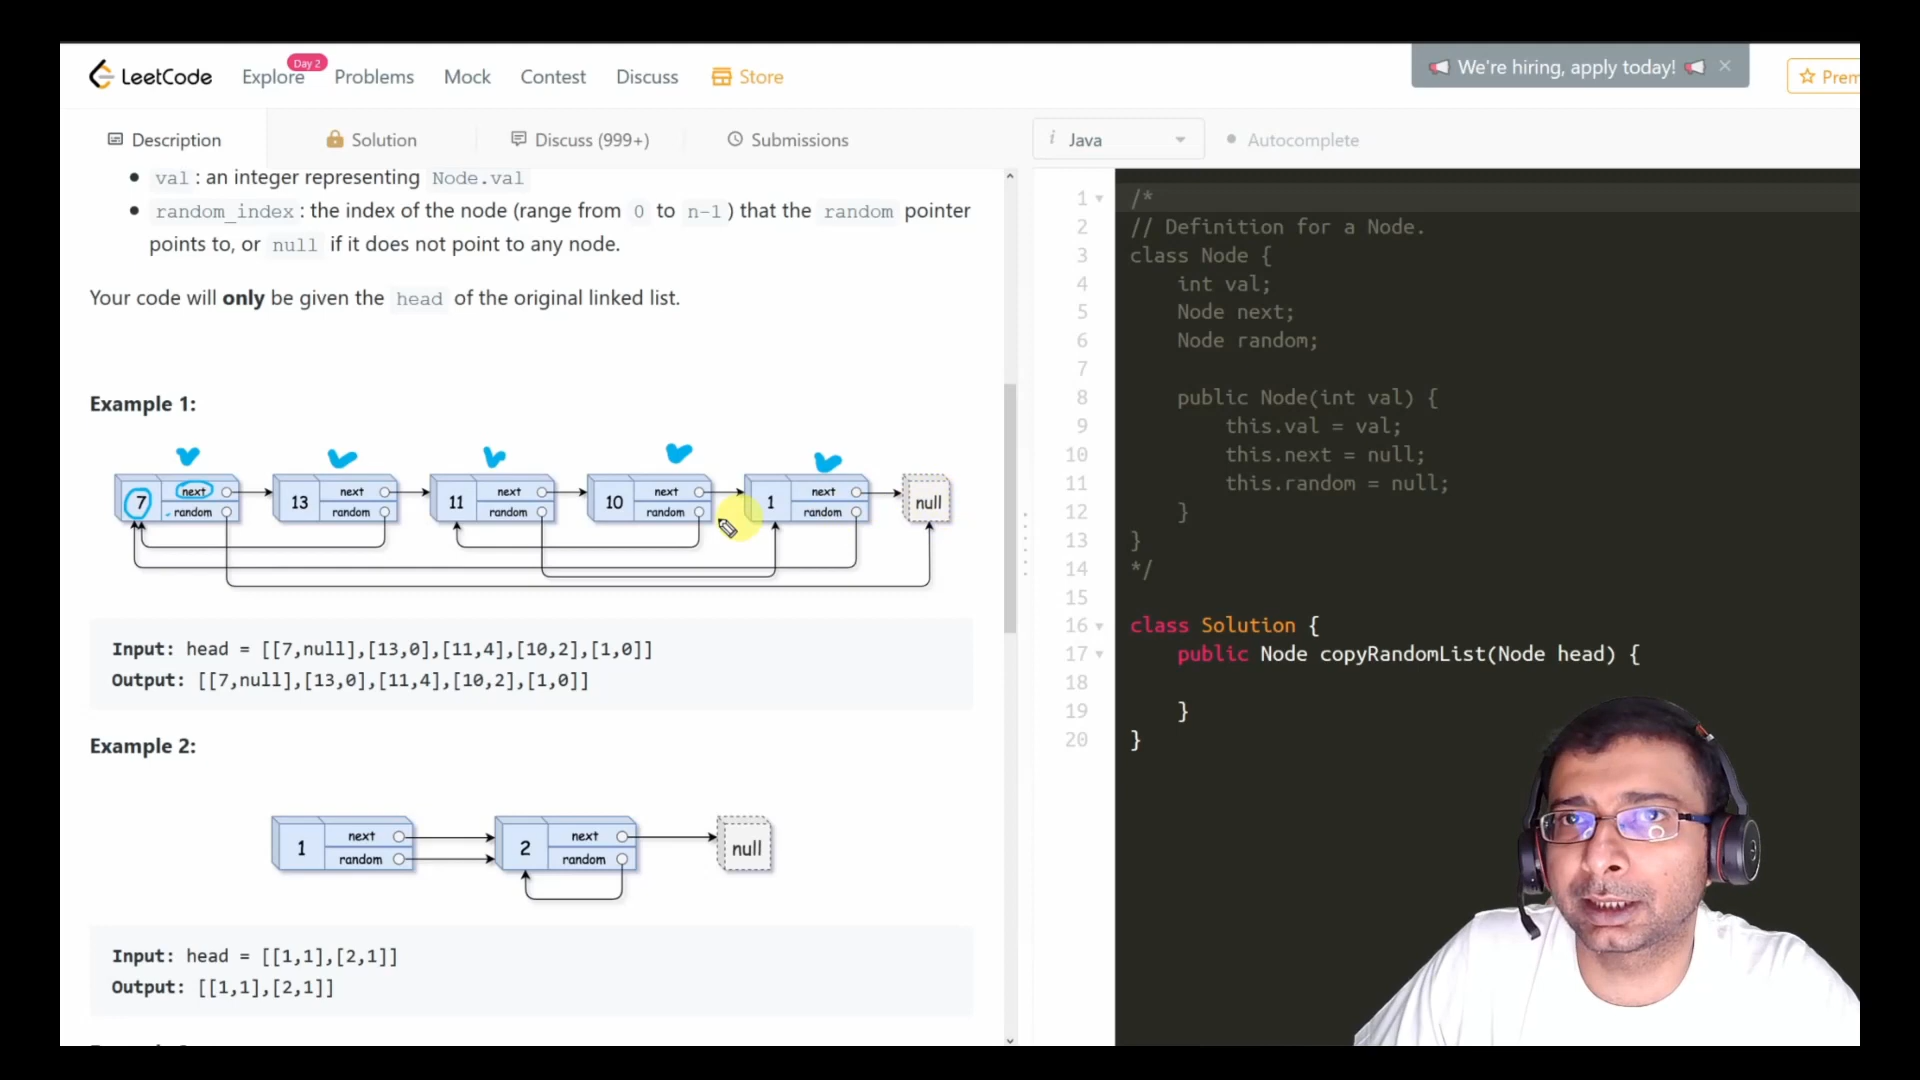 LeetCode Explore Day 2 Problems Mock Contest Discuss Store
We're hiring, apply today!
Description Solution Discuss (999+) Submissions
val : an integer representing Node.val
random_index : the index of the node (range from 0 to n-1 ) that the random pointer
points to, or null if it does not point to any node.
Your code will only be given the head of the original linked list.
Example 1:
7 next random 13 next random 11 next random 10 next random 1 next random null
Input: head = [[7,null],[13,0],[11,4],[10,2],[1,0]]
Output: [[7,null],[13,0],[11,4],[10,2],[1,0]]
Example 2:
1 next random 2 next random null
Input: head = [[1,1],[2,1]]
Output: [[1,1],[2,1]]
i Java Autocomplete
1 /*
2 // Definition for a Node.
3 class Node {
4 int val;
5 Node next;
6 Node random;
7
8 public Node(int val) {
9 this.val = val;
10 this.next = null;
11 this.random = null;
12 }
13 }
14 */
15
16 class Solution {
17 public Node copyRandomList(Node head) {
18
19 }
20 }